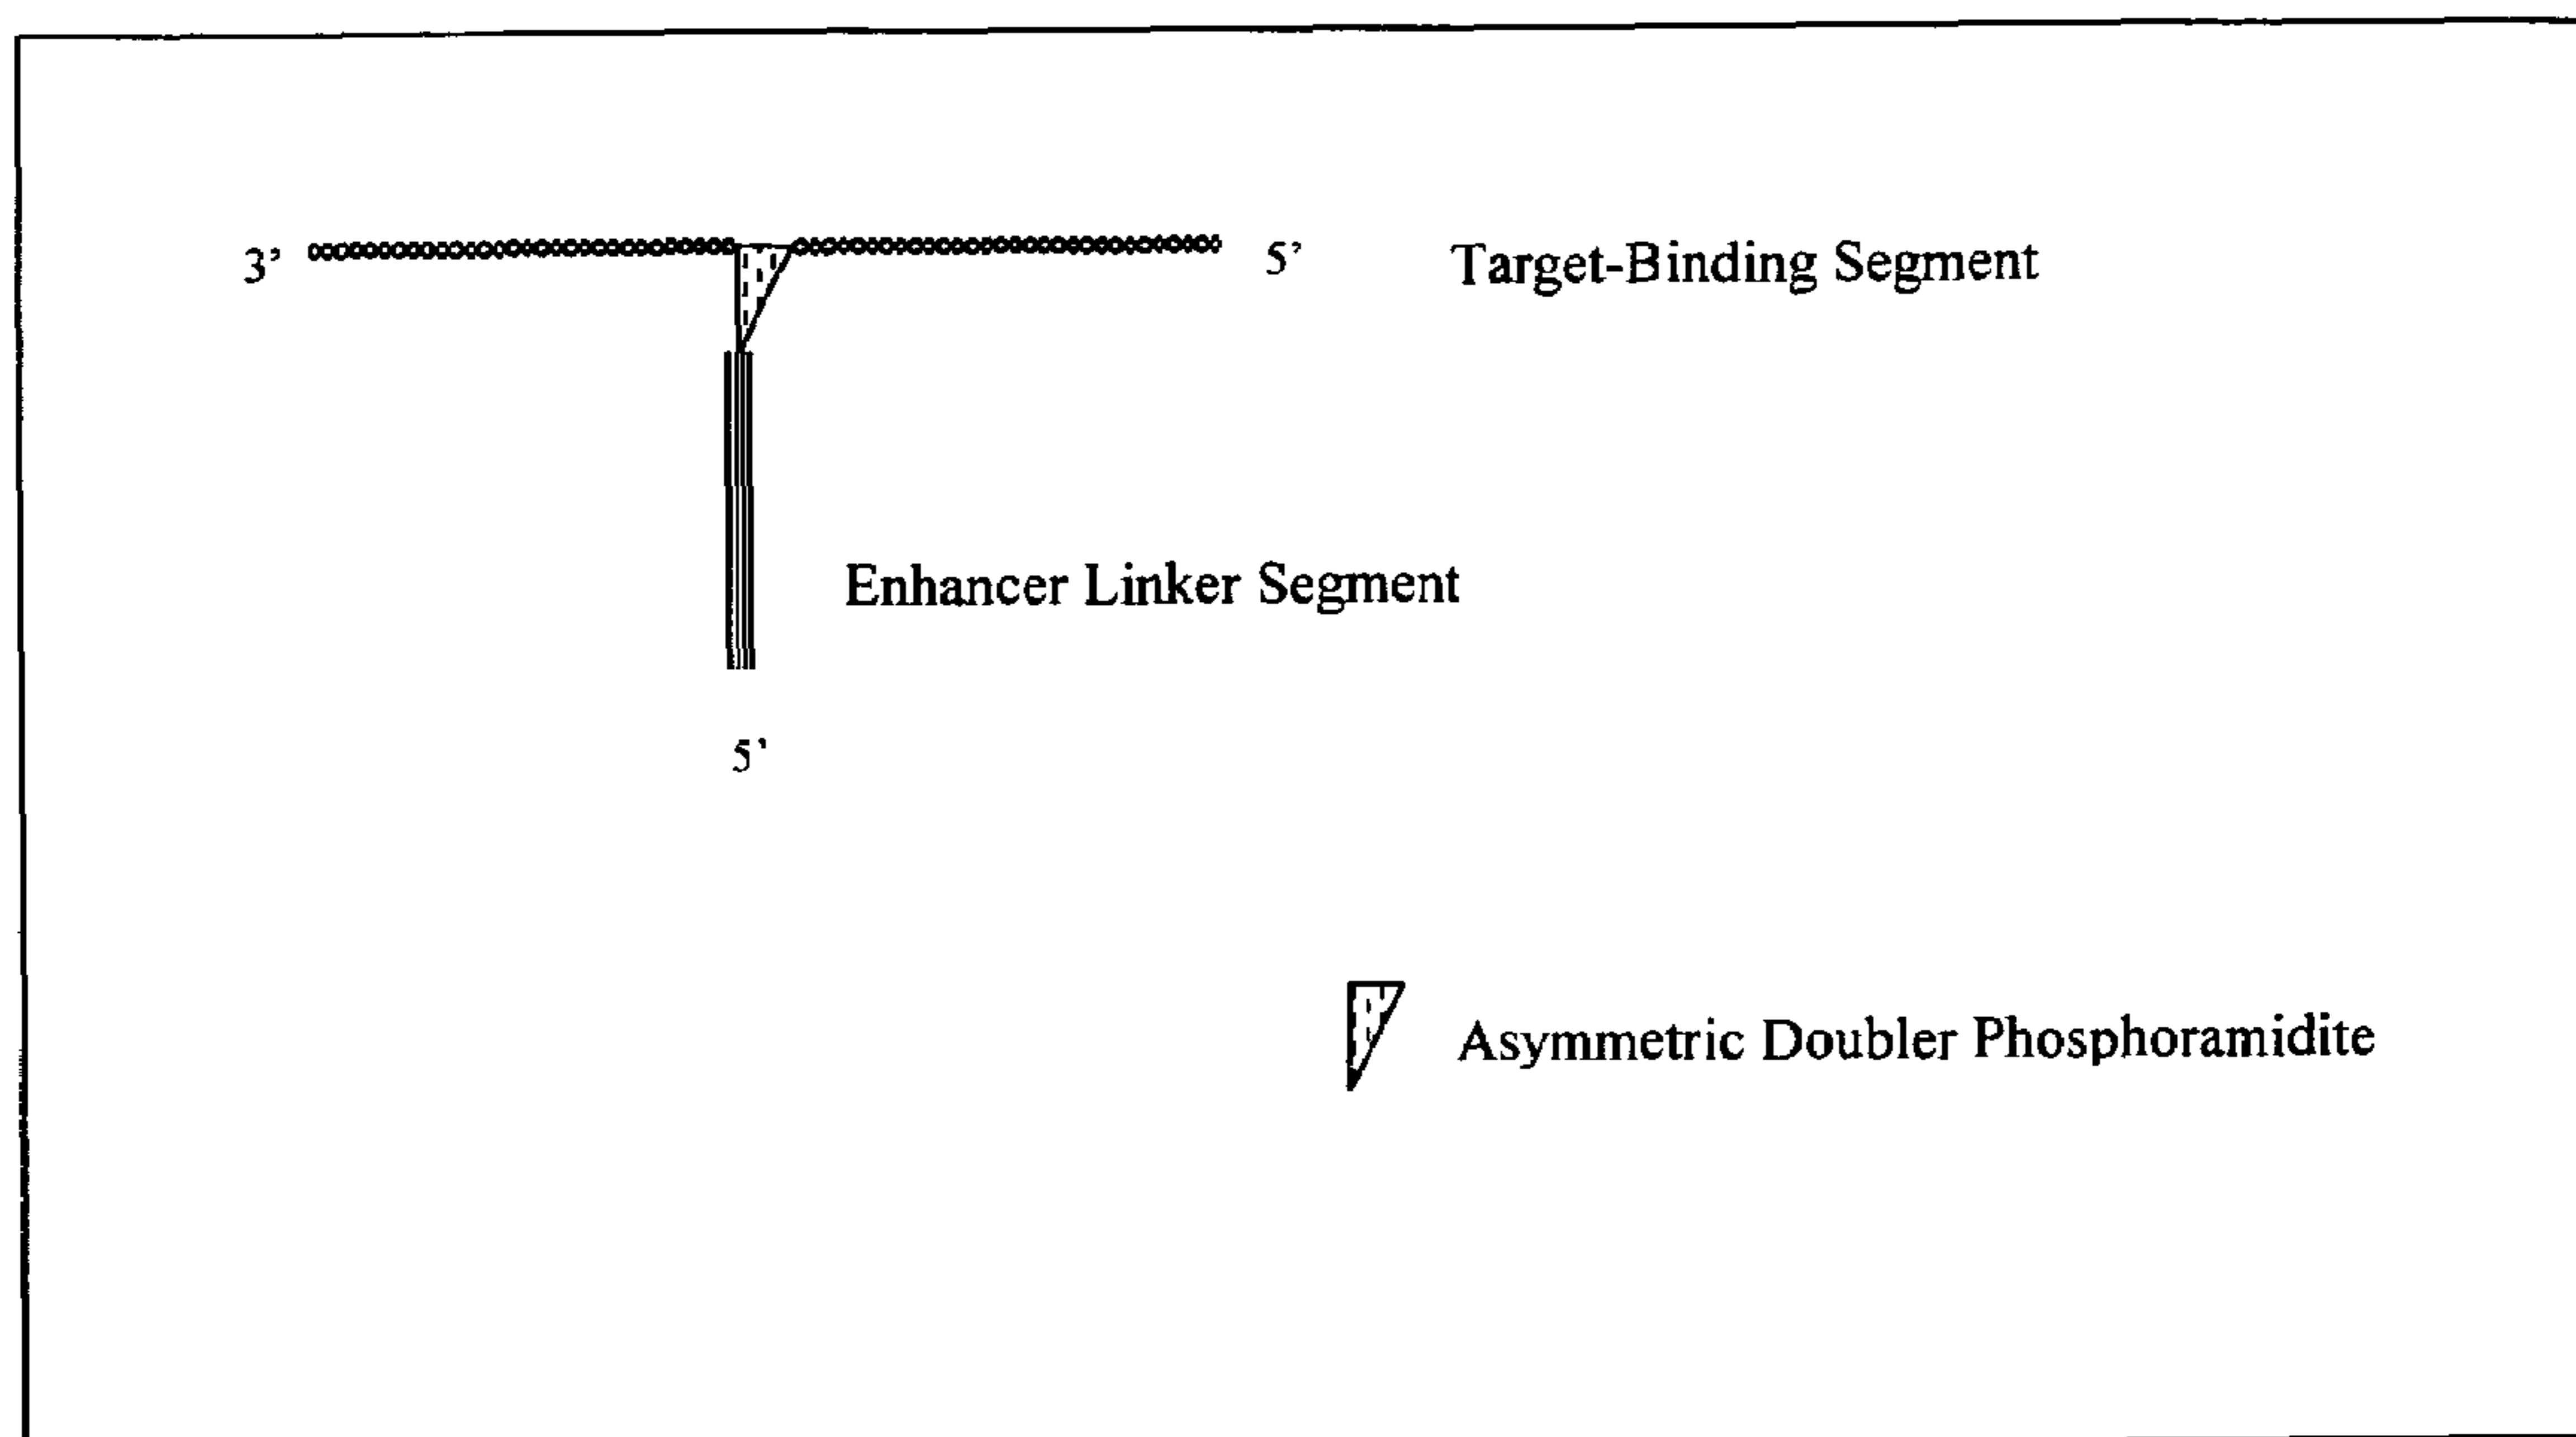 3’ 5’ Target-Binding Segment
Enhancer Linker Segment
5’
Asymmetric Doubler Phosphoramidite